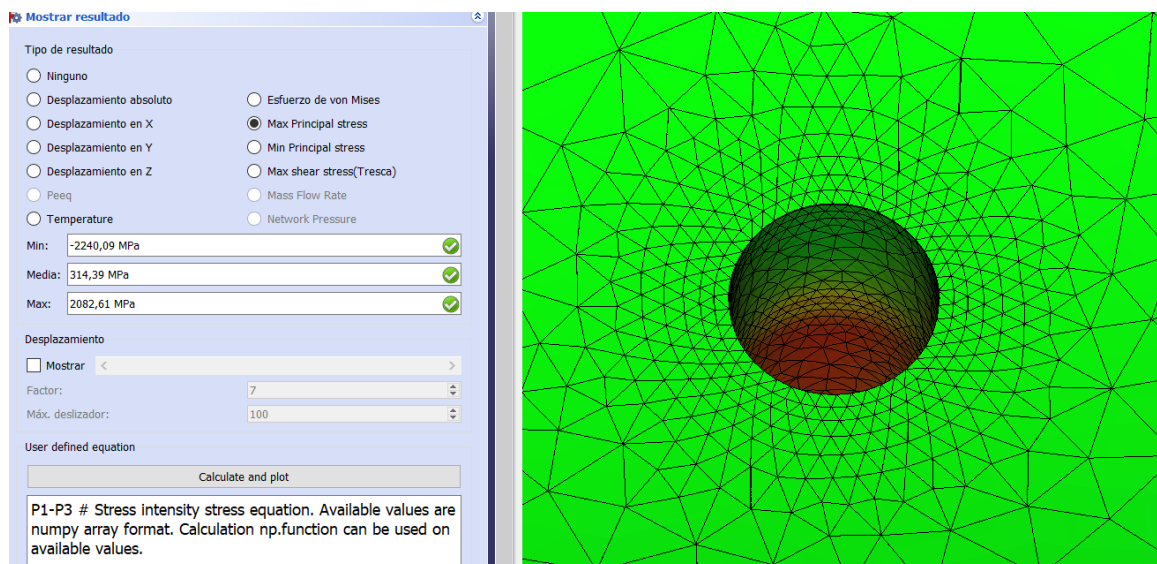 Mostrar resultado
Tipo de resultado
Ninguno
Desplazamiento absoluto
Esfuerzo de von Mises
Desplazamiento en X
Max Principal stress
Desplazamiento en Y
Min Principal stress
Desplazamiento en Z
Max shear stress(Tresca)
Peeq
Mass Flow Rate
Temperature
Network Pressure
Min: -2240,09 MPa
Media: 314,39 MPa
Max: 2082,61 MPa
Desplazamiento
Mostrar
Factor: 7
Máx. deslizador: 100
User defined equation
Calculate and plot
P1-P3 # Stress intensity stress equation. Available values are
numpy array format. Calculation np.function can be used on
available values.